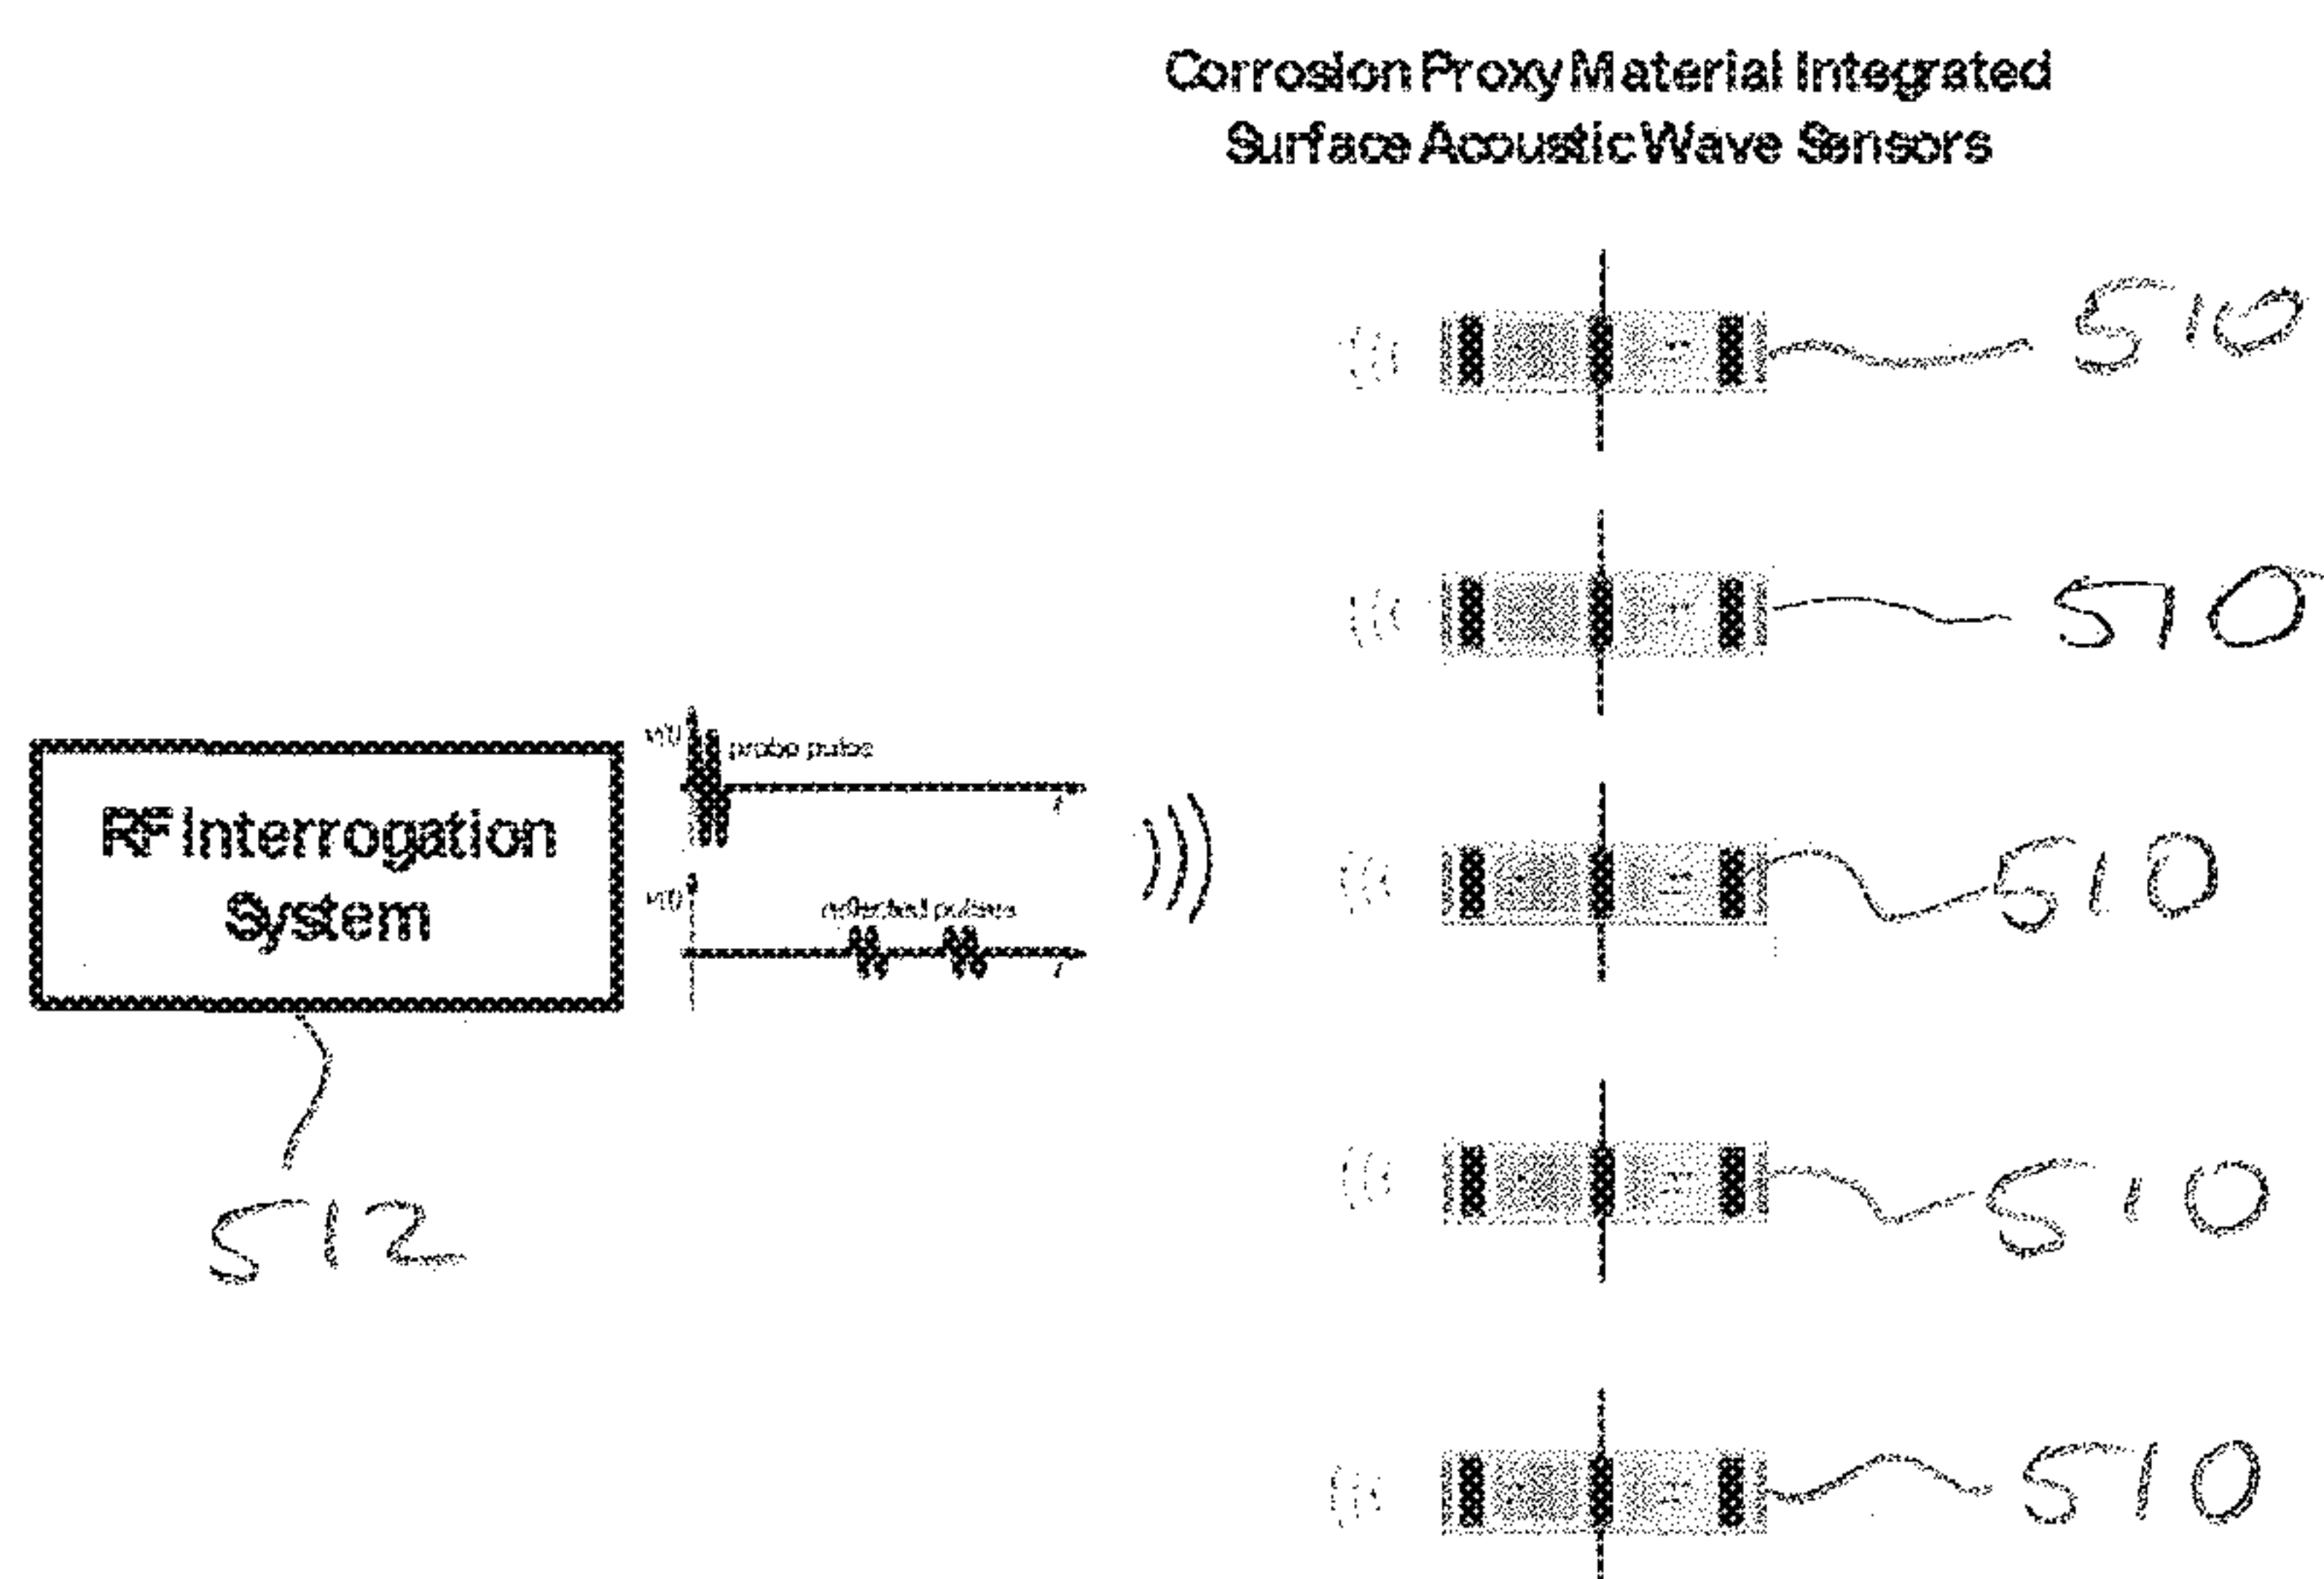 Corrosion Proxy Material Integrated
Surface Acoustic Wave Sensors
510
510
v(t)
probe pulse
t
RF Interrogation
System
v(t)
reflected pulses
t
510
512
510
510